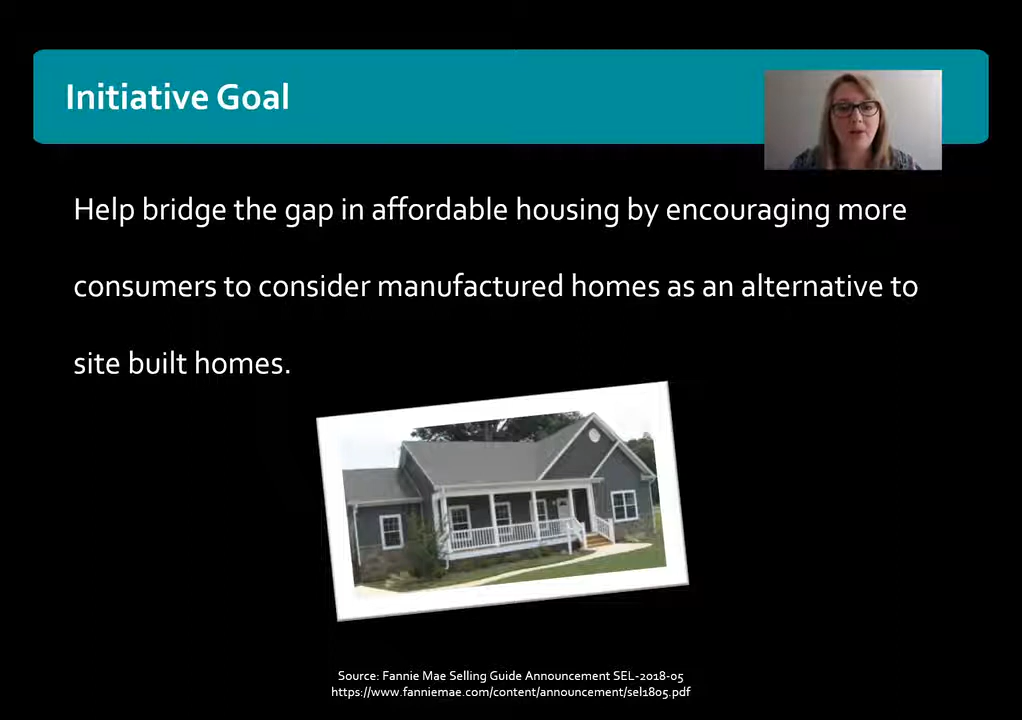 Initiative Goal
Help bridge the gap in affordable housing by encouraging more
consumers to consider manufactured homes as an alternative to
site built homes.
Source: Fannie Mae Selling Guide Announcement SEL-2018-05
https://www.fanniemae.com/content/announcement/sel1805.pdf